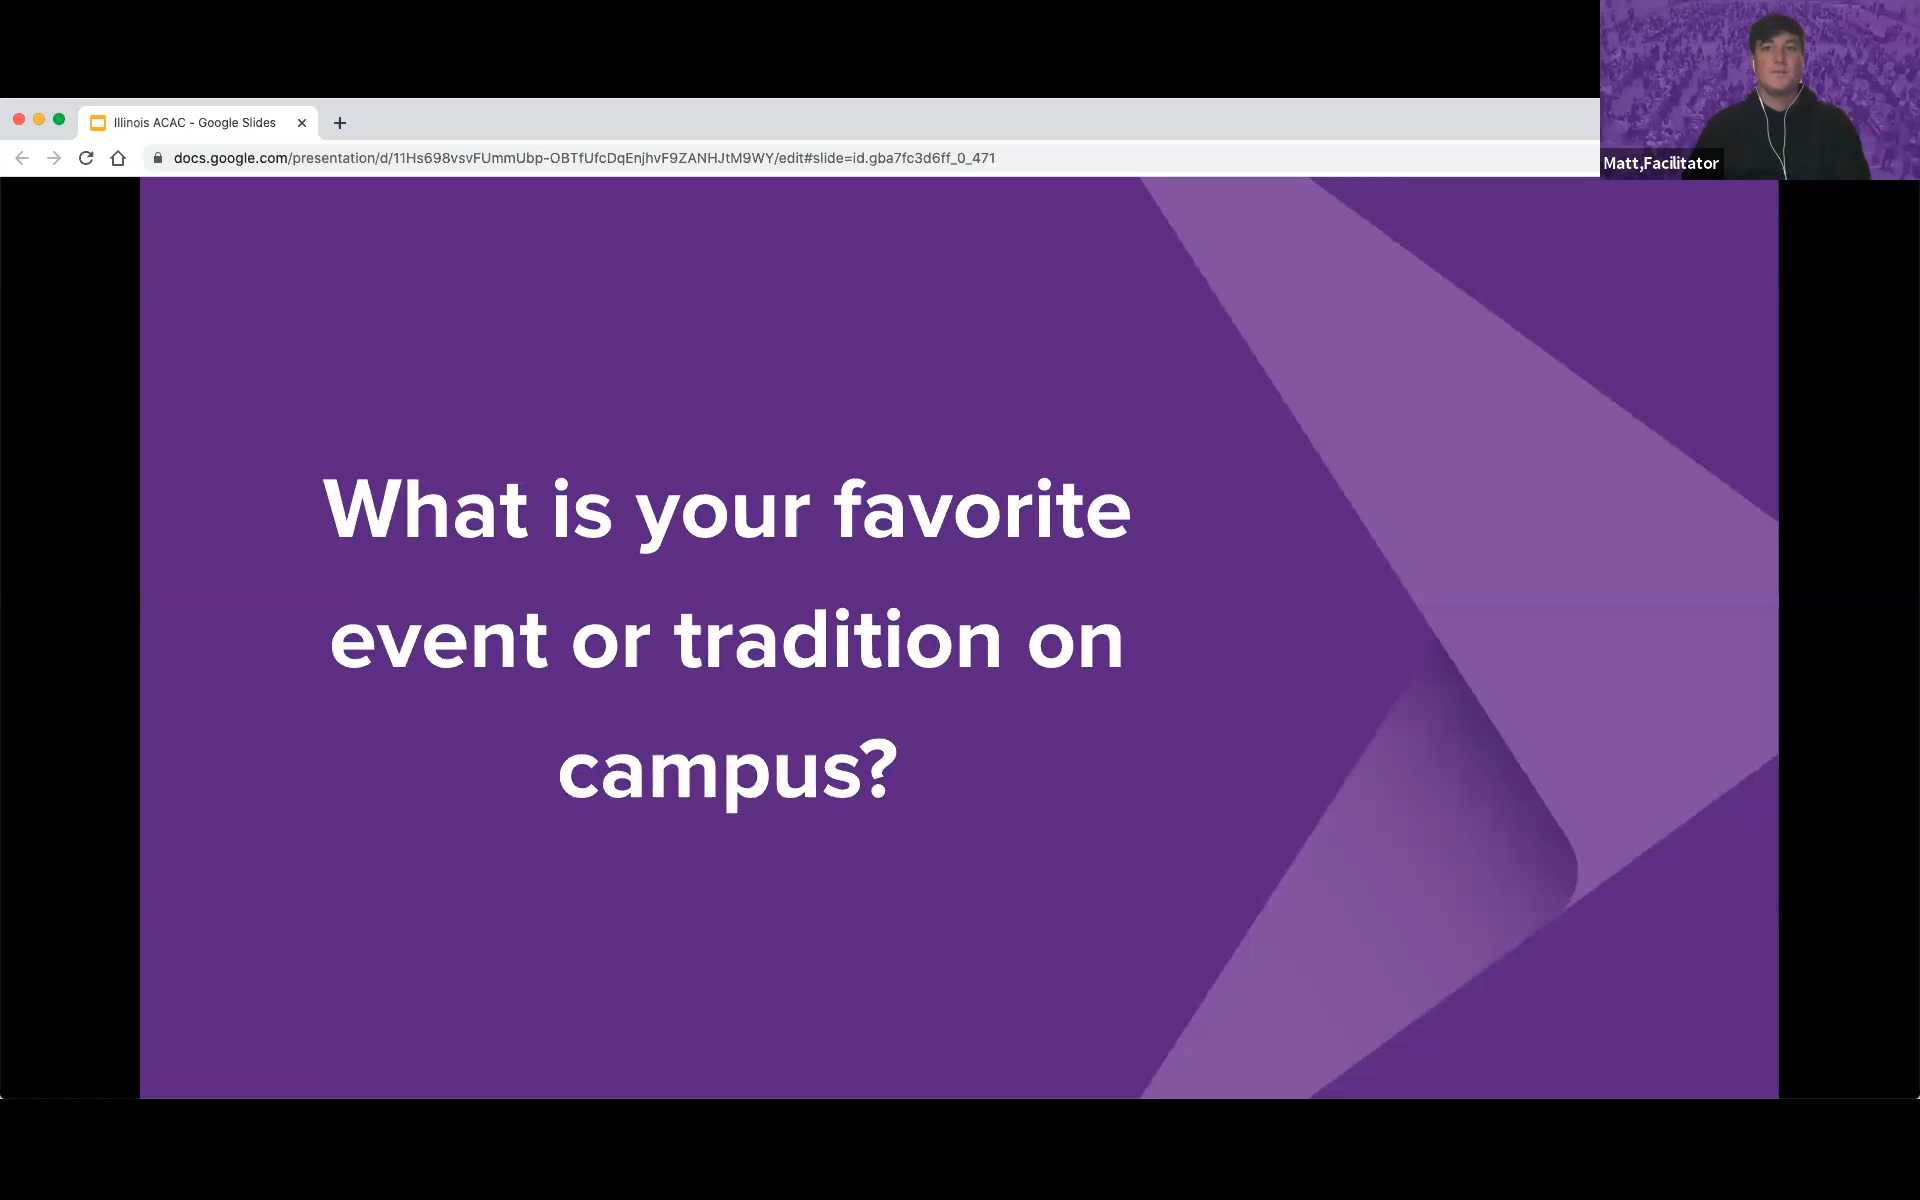 Illinois ACAC - Google Slides
docs.google.com/presentation/d/11Hs698vsvFUmmUbp-OBTfUfcDqEnjhvF9ZANHJtM9WY/edit#slide=id.gba7fc3d6ff_0_471
Matt,Facilitator
What is your favorite
event or tradition on
campus?